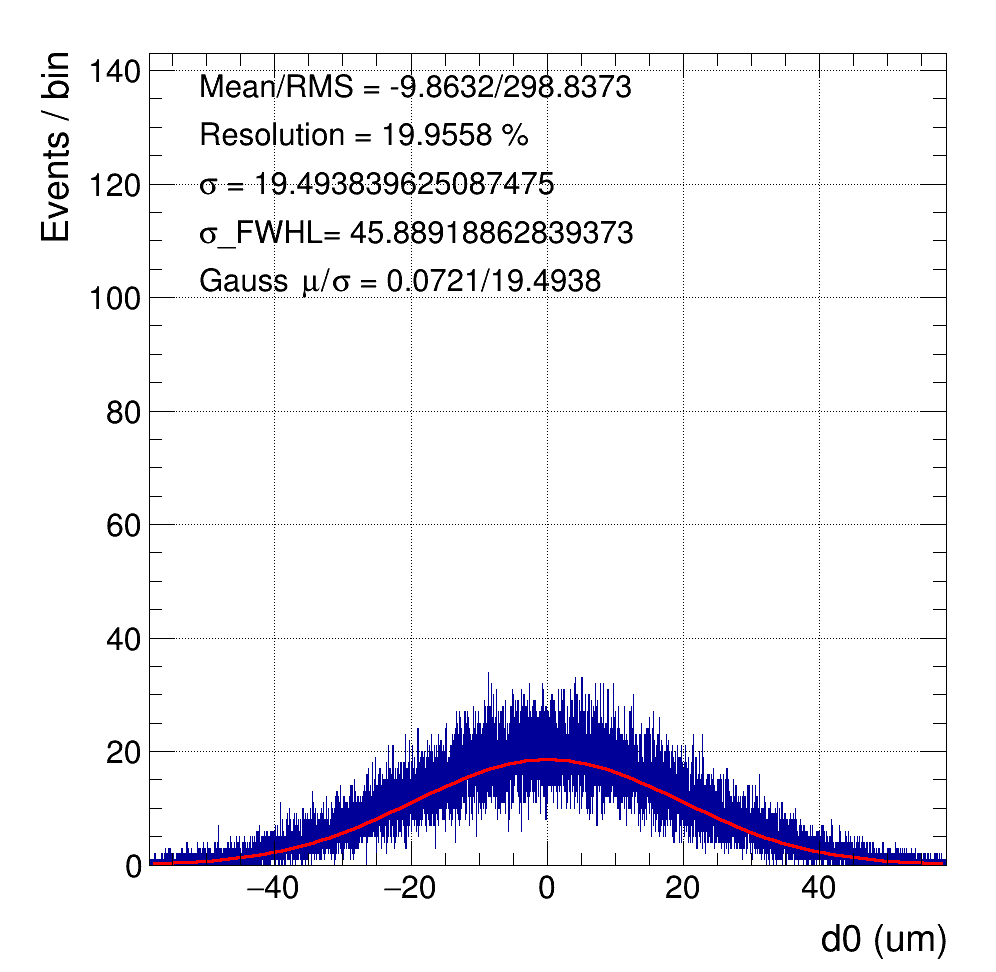 Events / bin
140
120
100
80
60
40
20
0
Mean/RMS = -9.8632/298.8373
Resolution = 19.9558 %
σ = 19.493839625087475
σ_FWHL= 45.88918862839373
Gauss μ/σ = 0.0721/19.4938
−40 −20 0 20 40
d0 (um)